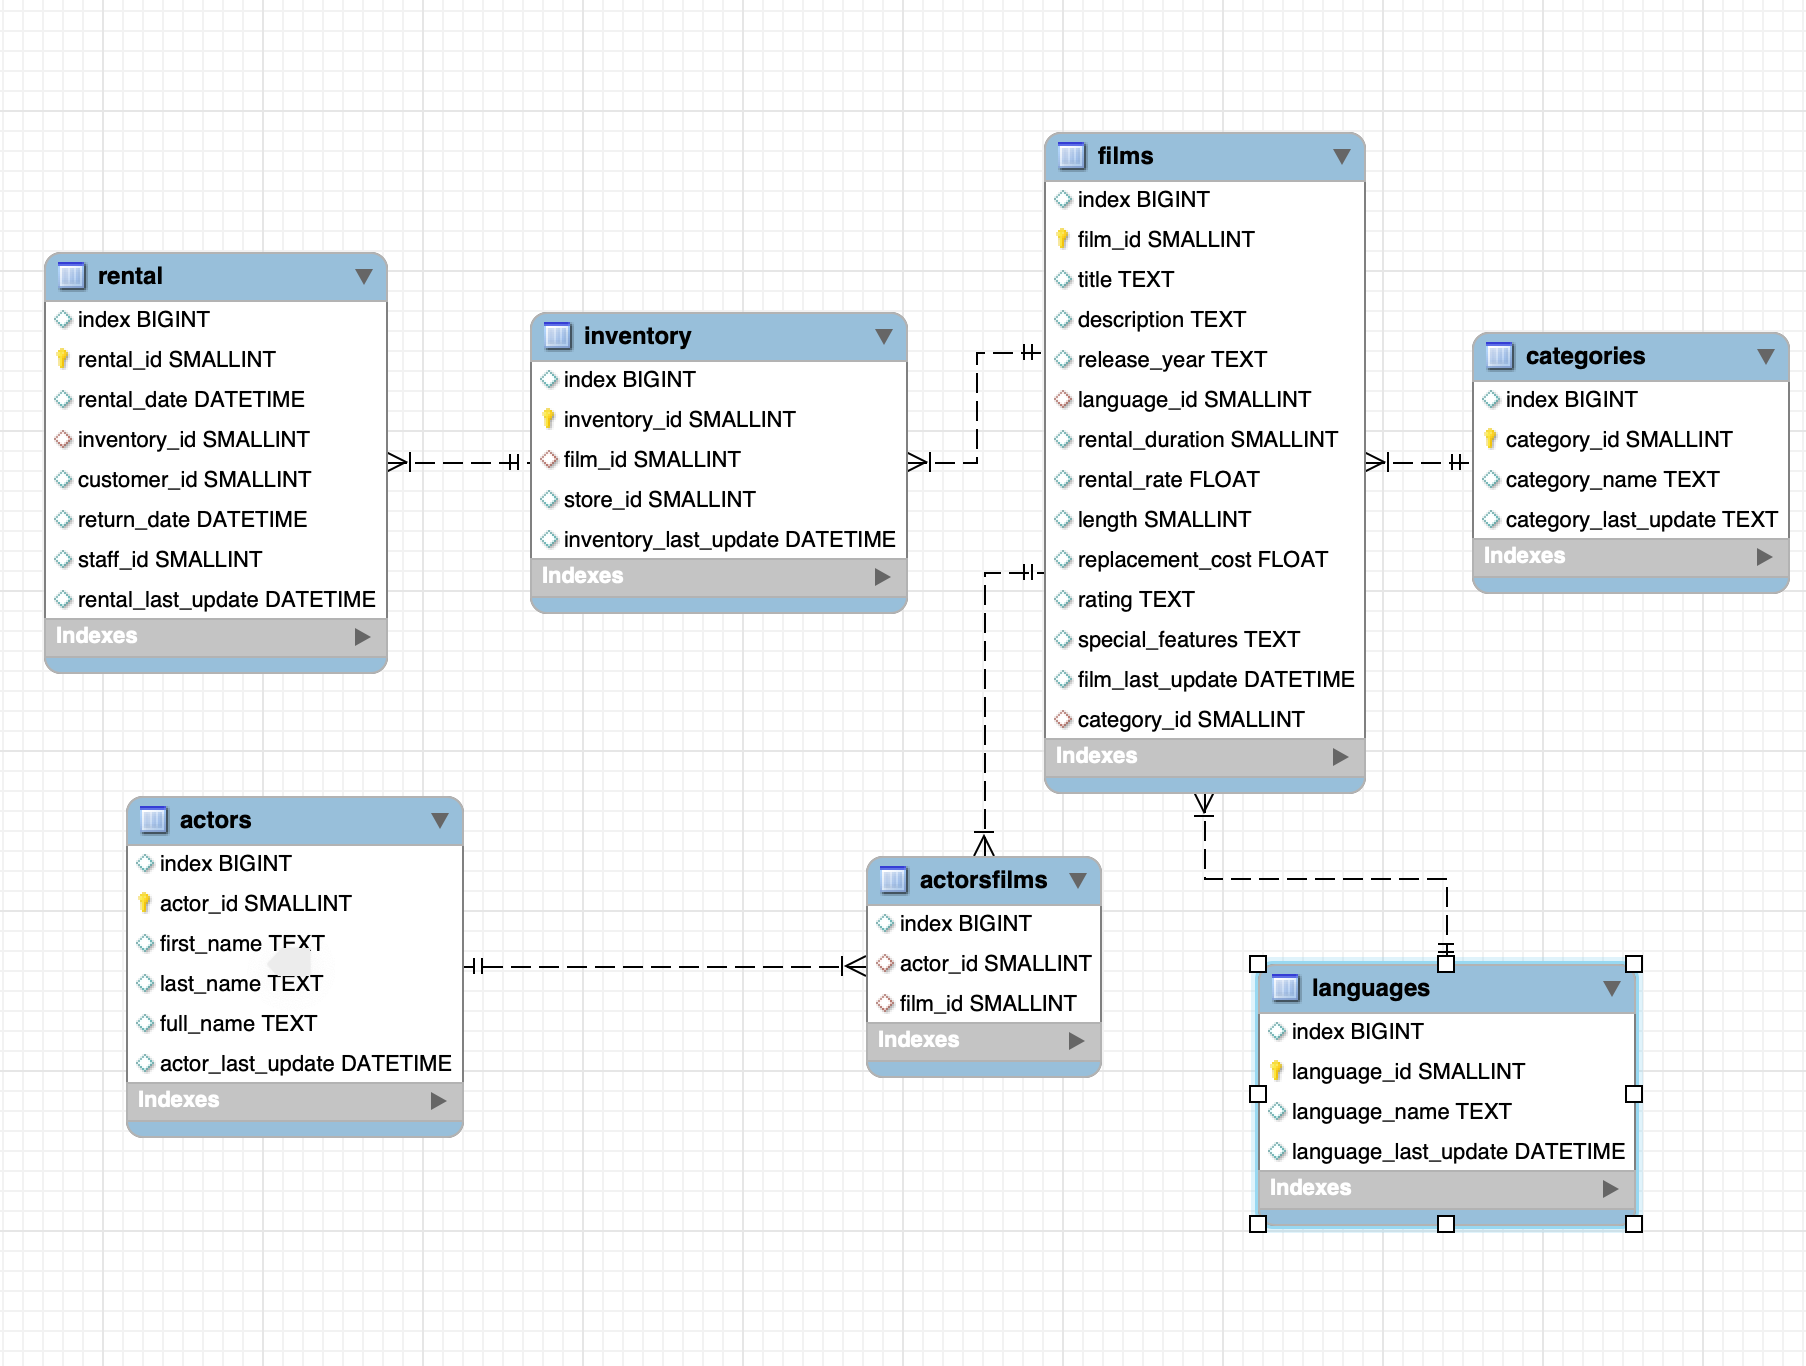 films
index BIGINT
film_id SMALLINT
title TEXT
description TEXT
release_year TEXT
language_id SMALLINT
rental_duration SMALLINT
rental_rate FLOAT
length SMALLINT
replacement_cost FLOAT
rating TEXT
special_features TEXT
film_last_update DATETIME
category_id SMALLINT
Indexes
rental
index BIGINT
rental_id SMALLINT
rental_date DATETIME
inventory_id SMALLINT
customer_id SMALLINT
return_date DATETIME
staff_id SMALLINT
rental_last_update DATETIME
Indexes
inventory
index BIGINT
inventory_id SMALLINT
film_id SMALLINT
store_id SMALLINT
inventory_last_update DATETIME
Indexes
categories
index BIGINT
category_id SMALLINT
category_name TEXT
category_last_update TEXT
Indexes
actors
index BIGINT
actor_id SMALLINT
first_name TEXT
last_name TEXT
full_name TEXT
actor_last_update DATETIME
Indexes
actorsfilms
index BIGINT
actor_id SMALLINT
film_id SMALLINT
Indexes
languages
index BIGINT
language_id SMALLINT
language_name TEXT
language_last_update DATETIME
Indexes